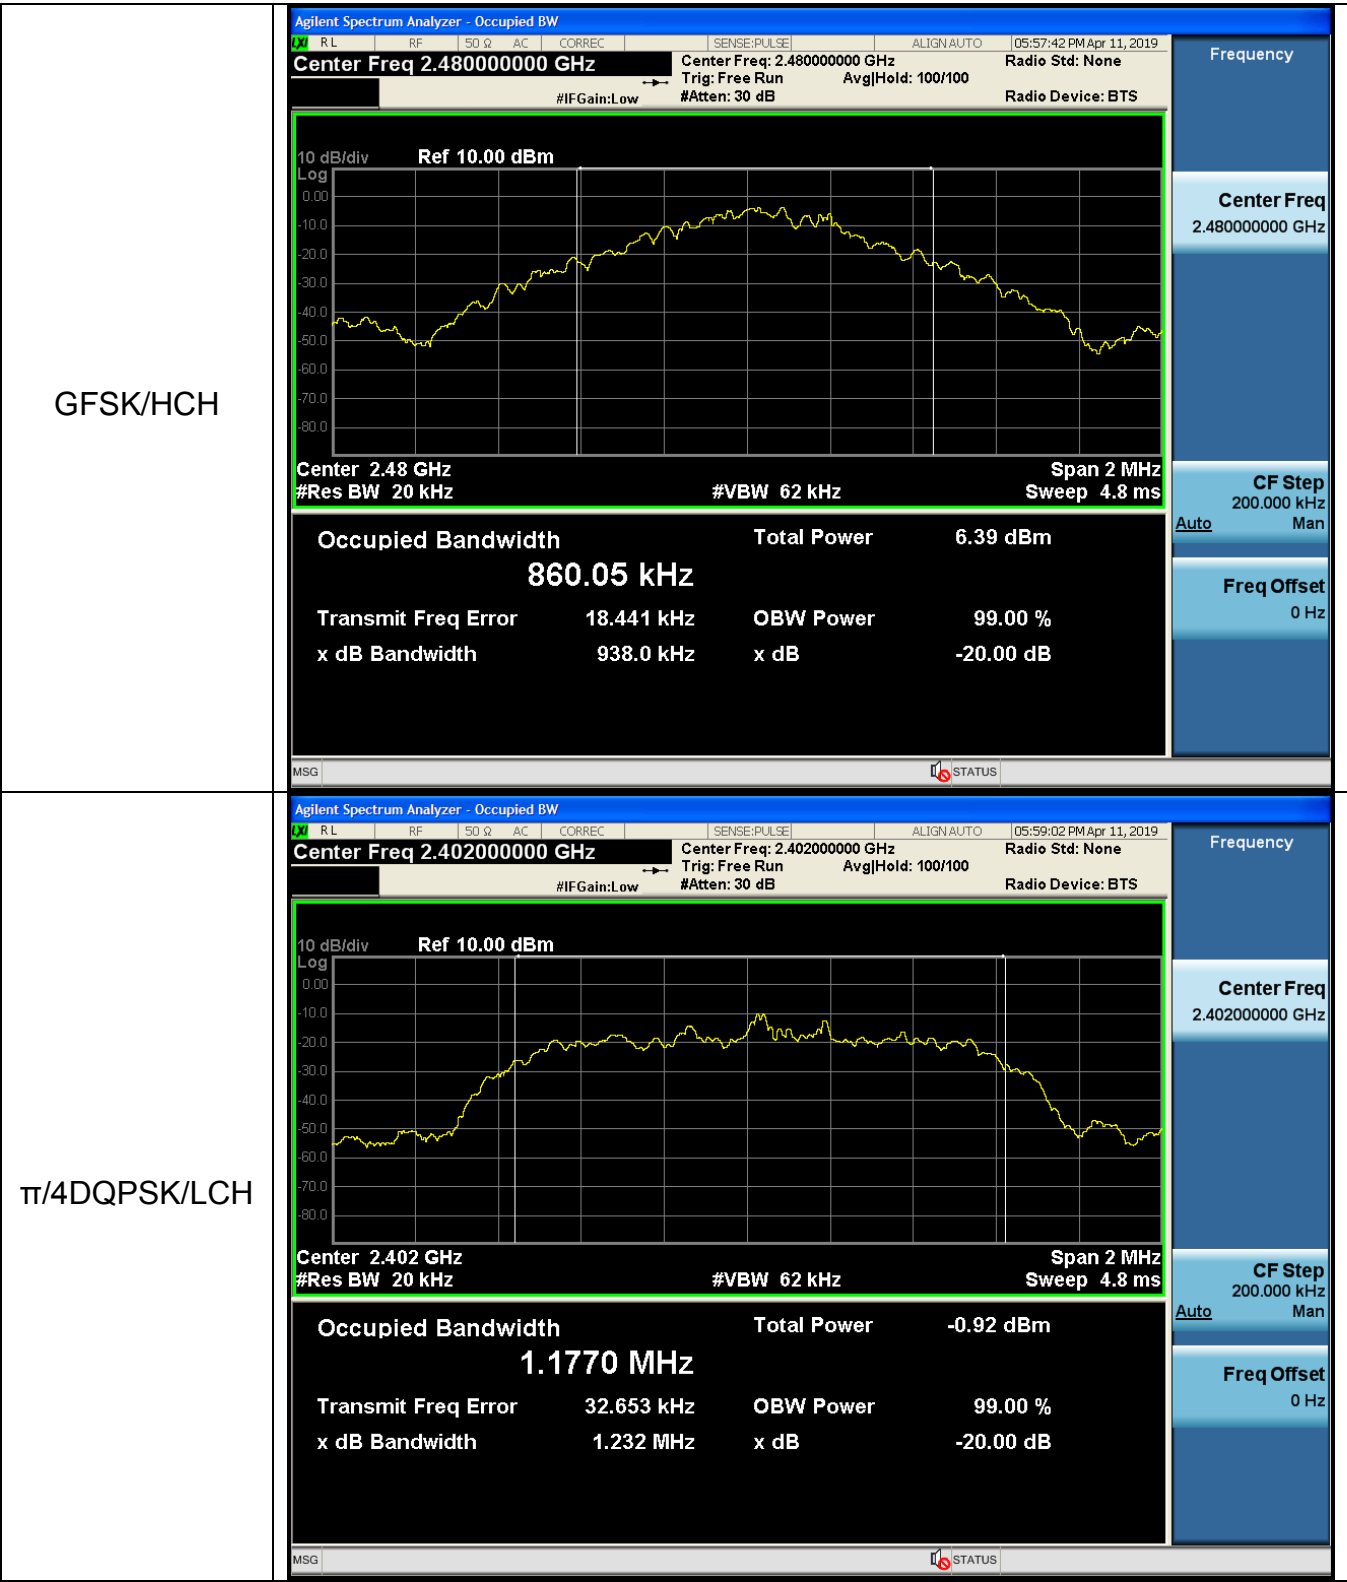 GFSK/HCH
Agilent Spectrum Analyzer - Occupied BW
LXI RL RF 50 Ω AC CORREC SENSE:PULSE ALIGN AUTO 05:57:42 PM Apr 11, 2019
Center Freq 2.480000000 GHz
Center Freq: 2.480000000 GHz
Radio Std: None
Trig: Free Run Avg|Hold: 100/100
#IFGain:Low #Atten: 30 dB Radio Device: BTS
10 dB/div Ref 10.00 dBm
Log
0.00
-10.0
-20.0
-30.0
-40.0
-50.0
-60.0
-70.0
-80.0
Center 2.48 GHz Span 2 MHz
#Res BW 20 kHz #VBW 62 kHz Sweep 4.8 ms
Occupied Bandwidth Total Power 6.39 dBm
860.05 kHz
Transmit Freq Error 18.441 kHz OBW Power 99.00 %
x dB Bandwidth 938.0 kHz x dB -20.00 dB
MSG STATUS
Frequency
Center Freq
2.480000000 GHz
CF Step
200.000 kHz
Auto Man
Freq Offset
0 Hz
π/4DQPSK/LCH
Agilent Spectrum Analyzer - Occupied BW
LXI RL RF 50 Ω AC CORREC SENSE:PULSE ALIGN AUTO 05:59:02 PM Apr 11, 2019
Center Freq 2.402000000 GHz
Center Freq: 2.402000000 GHz
Radio Std: None
Trig: Free Run Avg|Hold: 100/100
#IFGain:Low #Atten: 30 dB Radio Device: BTS
10 dB/div Ref 10.00 dBm
Log
0.00
-10.0
-20.0
-30.0
-40.0
-50.0
-60.0
-70.0
-80.0
Center 2.402 GHz Span 2 MHz
#Res BW 20 kHz #VBW 62 kHz Sweep 4.8 ms
Occupied Bandwidth Total Power -0.92 dBm
1.1770 MHz
Transmit Freq Error 32.653 kHz OBW Power 99.00 %
x dB Bandwidth 1.232 MHz x dB -20.00 dB
MSG STATUS
Frequency
Center Freq
2.402000000 GHz
CF Step
200.000 kHz
Auto Man
Freq Offset
0 Hz